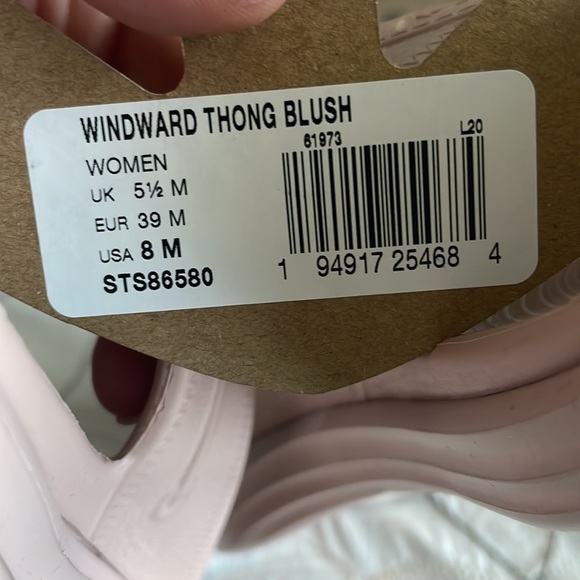 WINDWARD THONG BLUSH
61973 L20
WOMEN
UK 5½ M
EUR 39 M
USA 8 M
STS86580
1 94917 25468 4